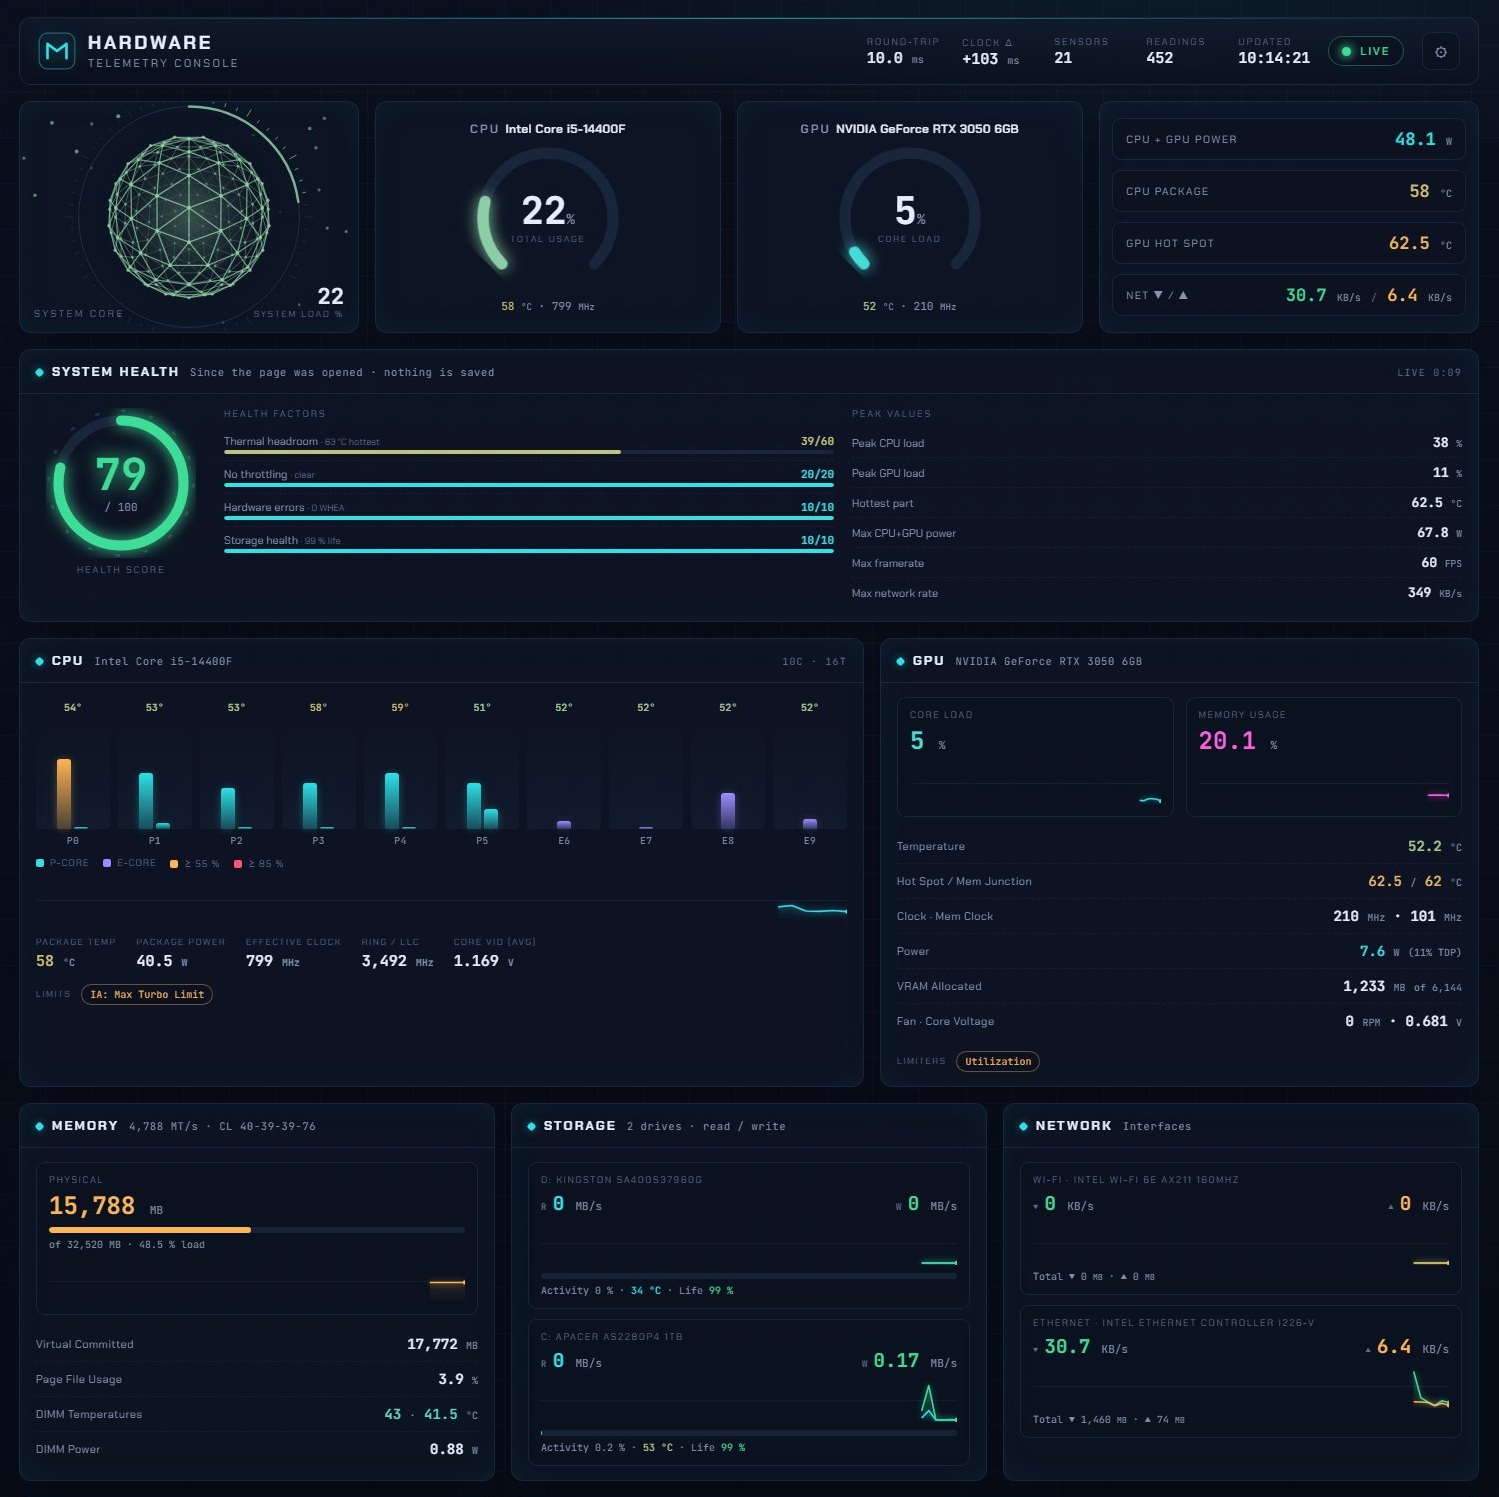 HARDWARE
TELEMETRY CONSOLE
ROUND-TRIP
10.0 ms
CLOCK Δ
+103 ms
SENSORS
21
READINGS
452
UPDATED
10:14:21
LIVE
SYSTEM CORE
22
SYSTEM LOAD %
CPU Intel Core i5-14400F
22%
TOTAL USAGE
58 °C · 799 MHz
GPU NVIDIA GeForce RTX 3050 6GB
5%
CORE LOAD
52 °C · 210 MHz
CPU + GPU POWER 48.1 W
CPU PACKAGE 58 °C
GPU HOT SPOT 62.5 °C
NET ▼ / ▲ 30.7 KB/s / 6.4 KB/s
SYSTEM HEALTH Since the page was opened · nothing is saved
LIVE 0:09
79
/ 100
HEALTH SCORE
HEALTH FACTORS
Thermal headroom · 63 °C hottest 39/60
No throttling · clear 20/20
Hardware errors · 0 WHEA 10/10
Storage health · 99 % life 10/10
PEAK VALUES
Peak CPU load 38 %
Peak GPU load 11 %
Hottest part 62.5 °C
Max CPU+GPU power 67.8 W
Max framerate 60 FPS
Max network rate 349 KB/s
CPU Intel Core i5-14400F 10C · 16T
54° 53° 53° 58° 59° 51° 52° 52° 52° 52°
P0 P1 P2 P3 P4 P5 E6 E7 E8 E9
P-CORE E-CORE ≥ 55 % ≥ 85 %
PACKAGE TEMP PACKAGE POWER EFFECTIVE CLOCK RING / LLC CORE VID (AVG)
58 °C 40.5 W 799 MHz 3,492 MHz 1.169 V
LIMITS IA: Max Turbo Limit
GPU NVIDIA GeForce RTX 3050 6GB
CORE LOAD
5 %
MEMORY USAGE
20.1 %
Temperature 52.2 °C
Hot Spot / Mem Junction 62.5 / 62 °C
Clock · Mem Clock 210 MHz • 101 MHz
Power 7.6 W (11% TDP)
VRAM Allocated 1,233 MB of 6,144
Fan · Core Voltage 0 RPM • 0.681 V
LIMITERS Utilization
MEMORY 4,788 MT/s · CL 40-39-39-76
PHYSICAL
15,788 MB
of 32,520 MB · 48.5 % load
Virtual Committed 17,772 MB
Page File Usage 3.9 %
DIMM Temperatures 43 · 41.5 °C
DIMM Power 0.88 W
STORAGE 2 drives · read / write
D: KINGSTON SA400S37960G
R 0 MB/s W 0 MB/s
Activity 0 % · 34 °C · Life 99 %
C: APACER AS2280P4 1TB
R 0 MB/s W 0.17 MB/s
Activity 0.2 % · 53 °C · Life 99 %
NETWORK Interfaces
WI-FI · INTEL WI-FI 6E AX211 160MHZ
▼ 0 KB/s ▲ 0 KB/s
Total ▼ 0 MB · ▲ 0 MB
ETHERNET · INTEL ETHERNET CONTROLLER I226-V
▼ 30.7 KB/s ▲ 6.4 KB/s
Total ▼ 1,460 MB · ▲ 74 MB